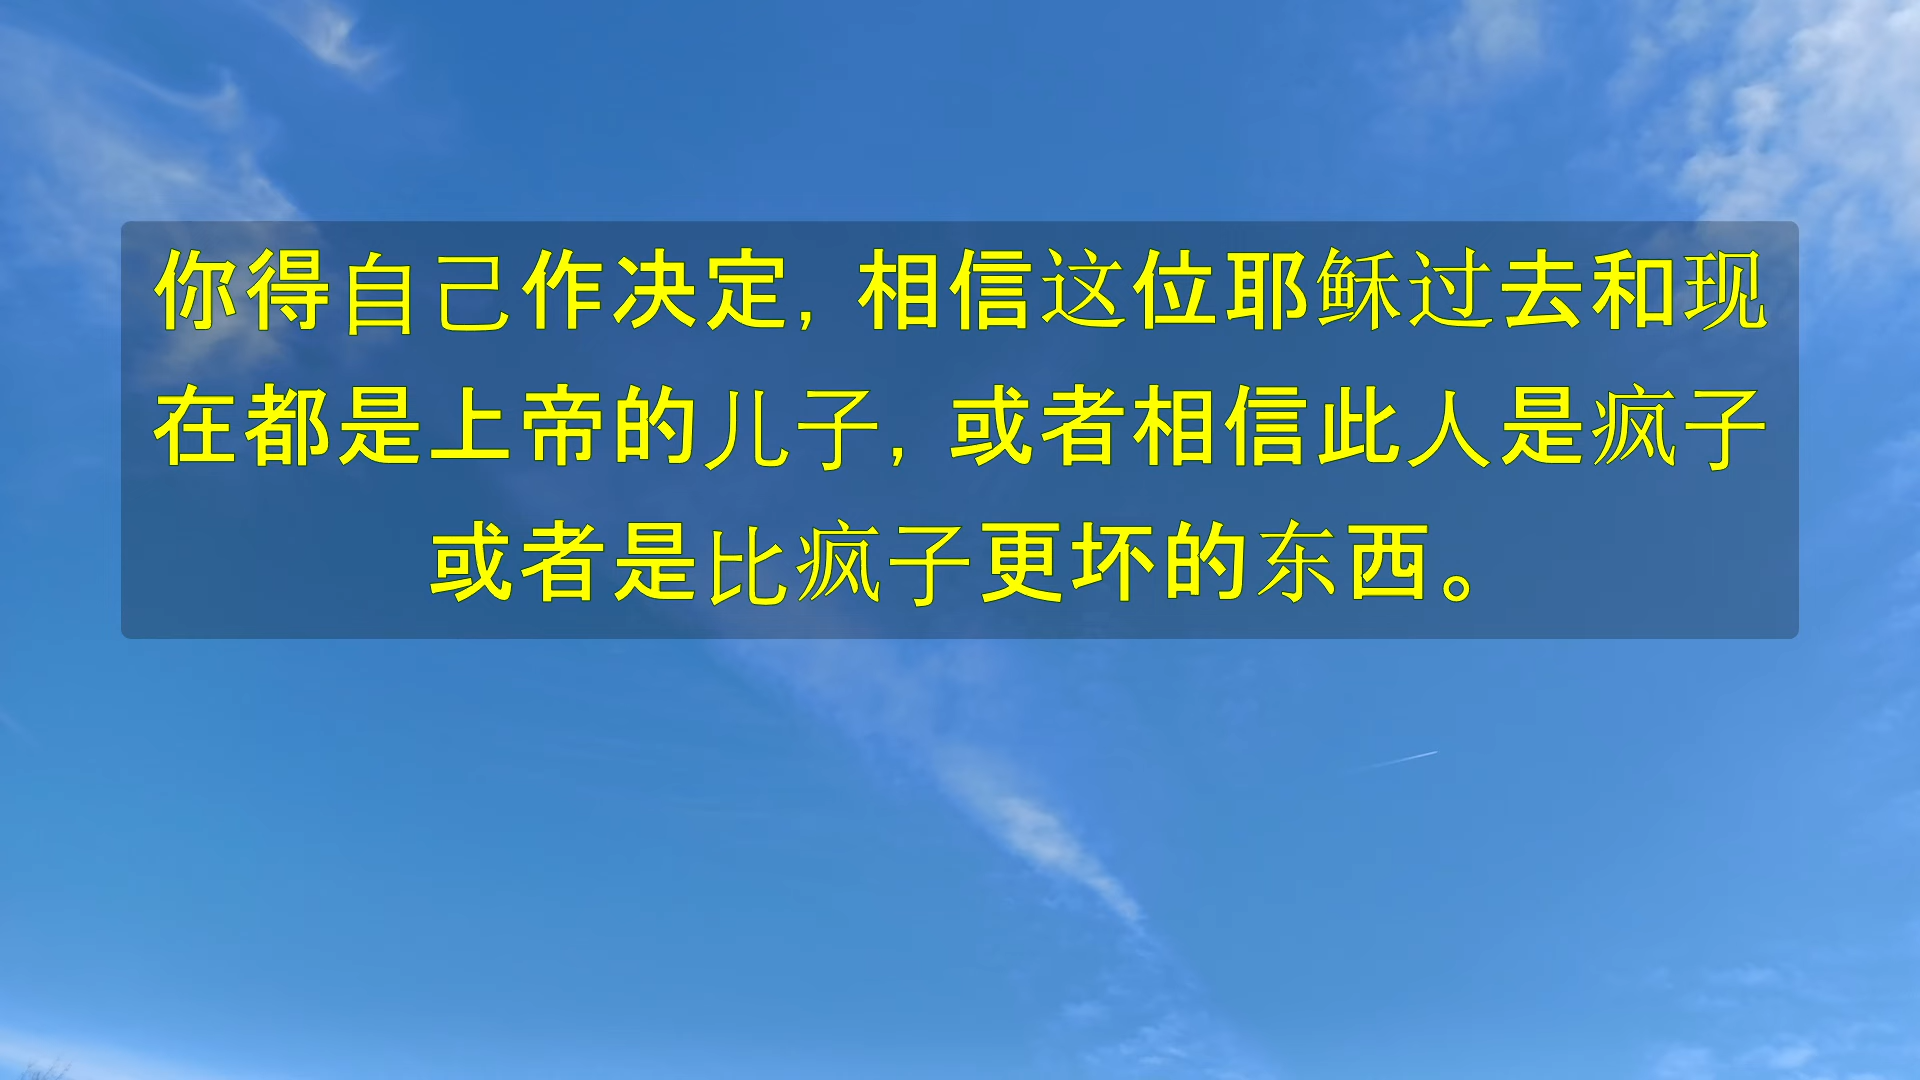 你得自己作决定，相信这位耶稣过去和现
在都是上帝的儿子，或者相信此人是疯子
或者是比疯子更坏的东西。